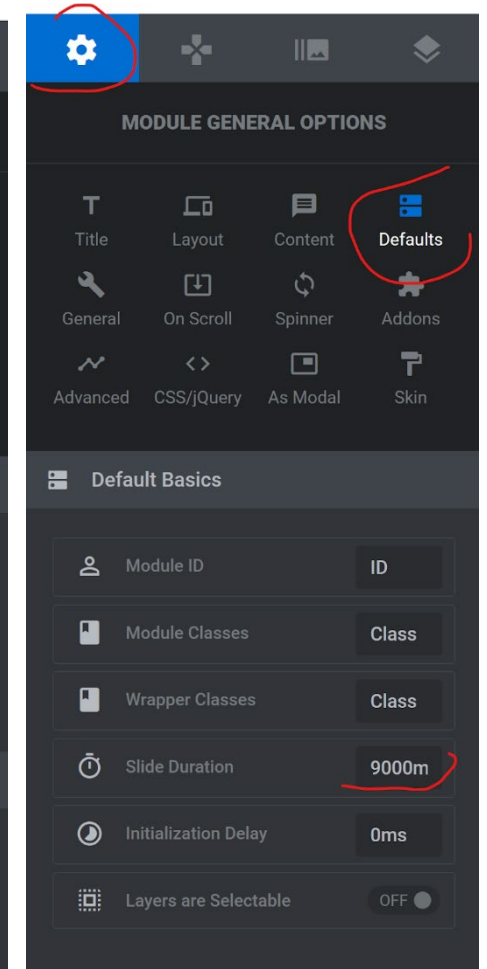 MODULE GENERAL OPTIONS
Title Layout Content Defaults
General On Scroll Spinner Addons
Advanced CSS/jQuery As Modal Skin
Default Basics
Module ID ID
Module Classes Class
Wrapper Classes Class
Slide Duration 9000m
Initialization Delay 0ms
Layers are Selectable OFF